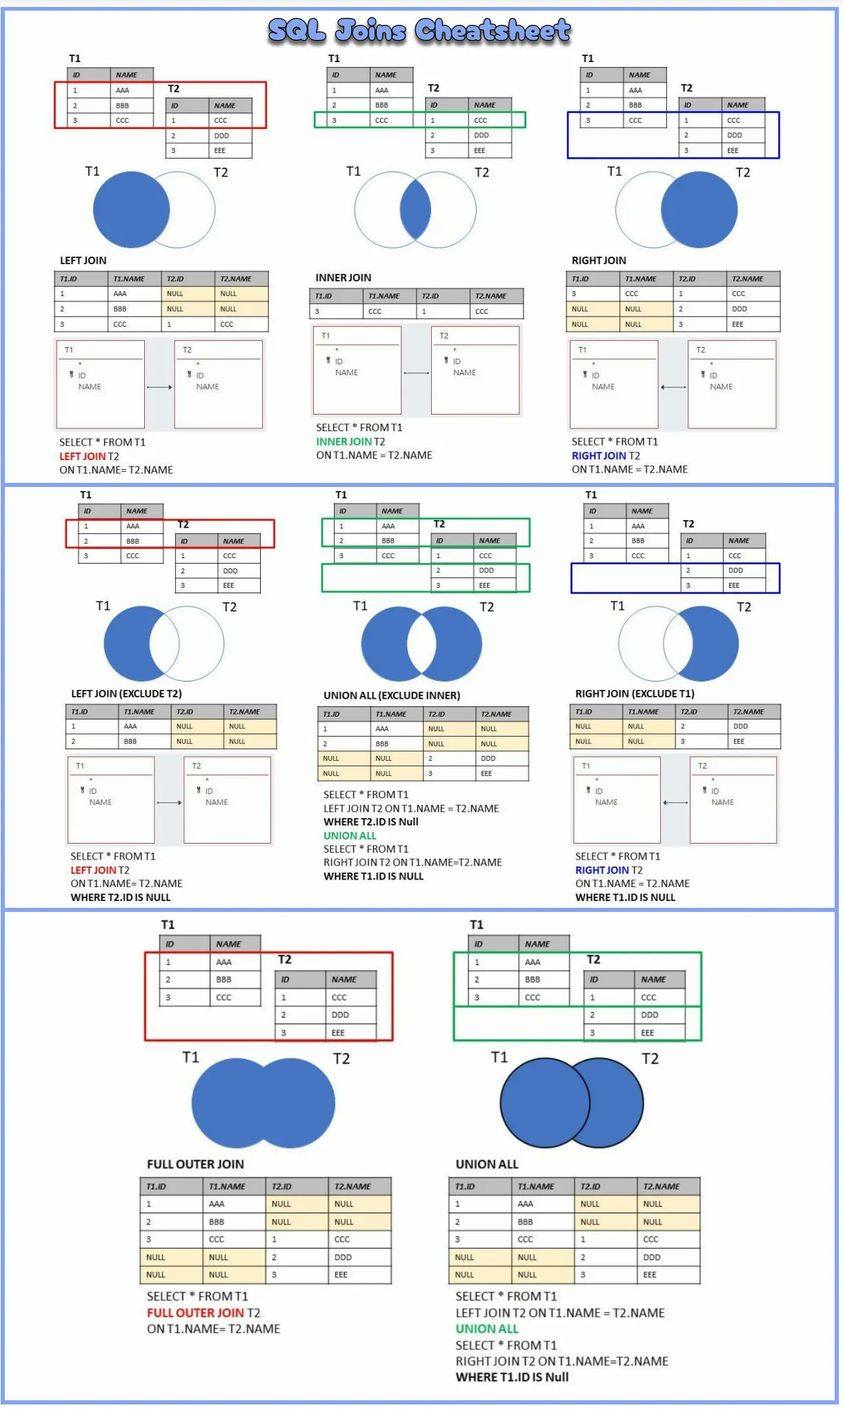 SQL Joins Cheatsheet
T1
ID NAME
1 AAA
2 BBB
3 CCC
T2
ID NAME
1 CCC
2 DDD
3 EEE
T1 T2
LEFT JOIN
T1.ID T1.NAME T2.ID T2.NAME
1 AAA NULL NULL
2 BBB NULL NULL
3 CCC 1 CCC
T1 T2
* *
ID ID
NAME NAME
SELECT * FROM T1
LEFT JOIN T2
ON T1.NAME= T2.NAME
T1
ID NAME
1 AAA
2 BBB
3 CCC
T2
ID NAME
1 CCC
2 DDD
3 EEE
T1 T2
INNER JOIN
T1.ID T1.NAME T2.ID T2.NAME
3 CCC 1 CCC
T1 T2
* *
ID ID
NAME NAME
SELECT * FROM T1
INNER JOIN T2
ON T1.NAME = T2.NAME
T1
ID NAME
1 AAA
2 BBB
3 CCC
T2
ID NAME
1 CCC
2 DDD
3 EEE
T1 T2
RIGHT JOIN
T1.ID T1.NAME T2.ID T2.NAME
3 CCC 1 CCC
NULL NULL 2 DDD
NULL NULL 3 EEE
T1 T2
* *
ID ID
NAME NAME
SELECT * FROM T1
RIGHT JOIN T2
ON T1.NAME = T2.NAME
T1
ID NAME
1 AAA
2 BBB
3 CCC
T2
ID NAME
1 CCC
2 DDD
3 EEE
T1 T2
LEFT JOIN (EXCLUDE T2)
T1.ID T1.NAME T2.ID T2.NAME
1 AAA NULL NULL
2 BBB NULL NULL
T1 T2
* *
ID ID
NAME NAME
SELECT * FROM T1
LEFT JOIN T2
ON T1.NAME= T2.NAME
WHERE T2.ID IS NULL
T1
ID NAME
1 AAA
2 BBB
3 CCC
T2
ID NAME
1 CCC
2 DDD
3 EEE
T1 T2
UNION ALL (EXCLUDE INNER)
T1.ID T1.NAME T2.ID T2.NAME
1 AAA NULL NULL
2 BBB NULL NULL
NULL NULL 2 DDD
NULL NULL 3 EEE
SELECT * FROM T1
LEFT JOIN T2 ON T1.NAME = T2.NAME
WHERE T2.ID IS Null
UNION ALL
SELECT * FROM T1
RIGHT JOIN T2 ON T1.NAME=T2.NAME
WHERE T1.ID IS NULL
T1
ID NAME
1 AAA
2 BBB
3 CCC
T2
ID NAME
1 CCC
2 DDD
3 EEE
T1 T2
RIGHT JOIN (EXCLUDE T1)
T1.ID T1.NAME T2.ID T2.NAME
NULL NULL 2 DDD
NULL NULL 3 EEE
T1 T2
* *
ID ID
NAME NAME
SELECT * FROM T1
RIGHT JOIN T2
ON T1.NAME = T2.NAME
WHERE T1.ID IS NULL
T1
ID NAME
1 AAA
2 BBB
3 CCC
T2
ID NAME
1 CCC
2 DDD
3 EEE
T1 T2
FULL OUTER JOIN
T1.ID T1.NAME T2.ID T2.NAME
1 AAA NULL NULL
2 BBB NULL NULL
3 CCC 1 CCC
NULL NULL 2 DDD
NULL NULL 3 EEE
SELECT * FROM T1
FULL OUTER JOIN T2
ON T1.NAME= T2.NAME
T1
ID NAME
1 AAA
2 BBB
3 CCC
T2
ID NAME
1 CCC
2 DDD
3 EEE
T1 T2
UNION ALL
T1.ID T1.NAME T2.ID T2.NAME
1 AAA NULL NULL
2 BBB NULL NULL
3 CCC 1 CCC
NULL NULL 2 DDD
NULL NULL 3 EEE
SELECT * FROM T1
LEFT JOIN T2 ON T1.NAME = T2.NAME
UNION ALL
SELECT * FROM T1
RIGHT JOIN T2 ON T1.NAME=T2.NAME
WHERE T1.ID IS Null